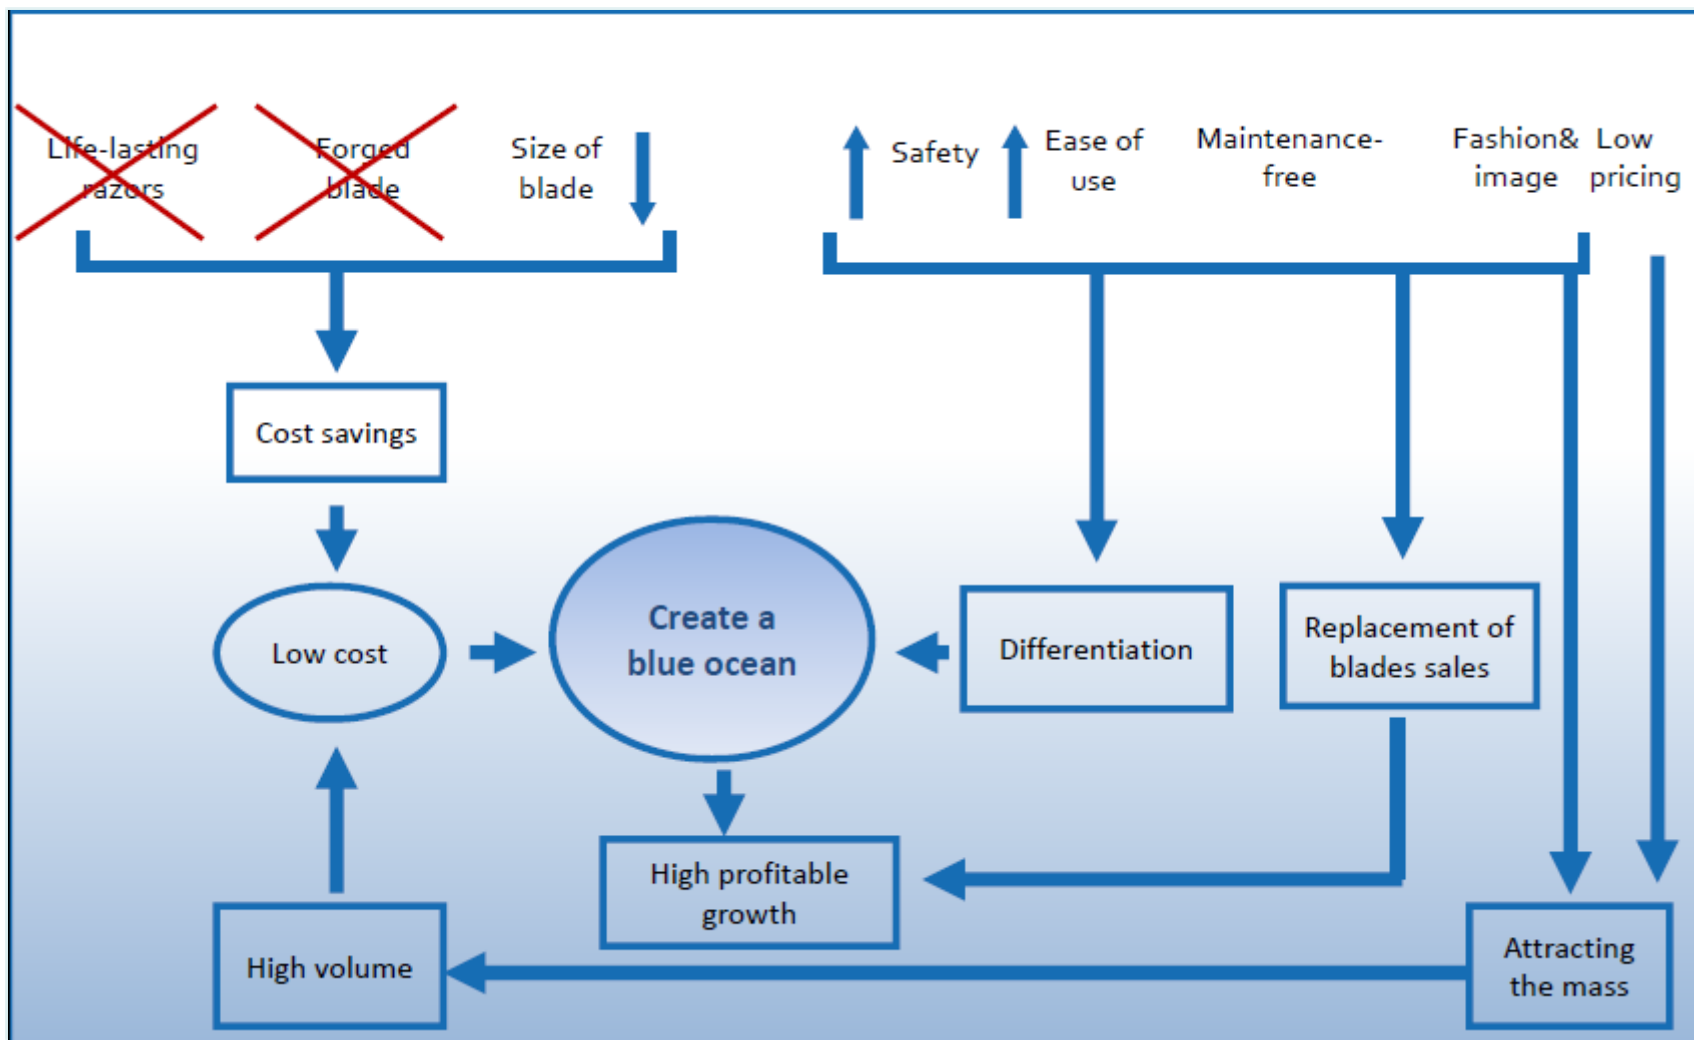 Life-lasting
razors
Forged
blade
Size of
blade
Safety
Ease of
use
Maintenance-
free
Fashion&
image
Low
pricing
Cost savings
Low cost
Create a
blue ocean
Differentiation
Replacement of
blades sales
High profitable
growth
High volume
Attracting
the mass